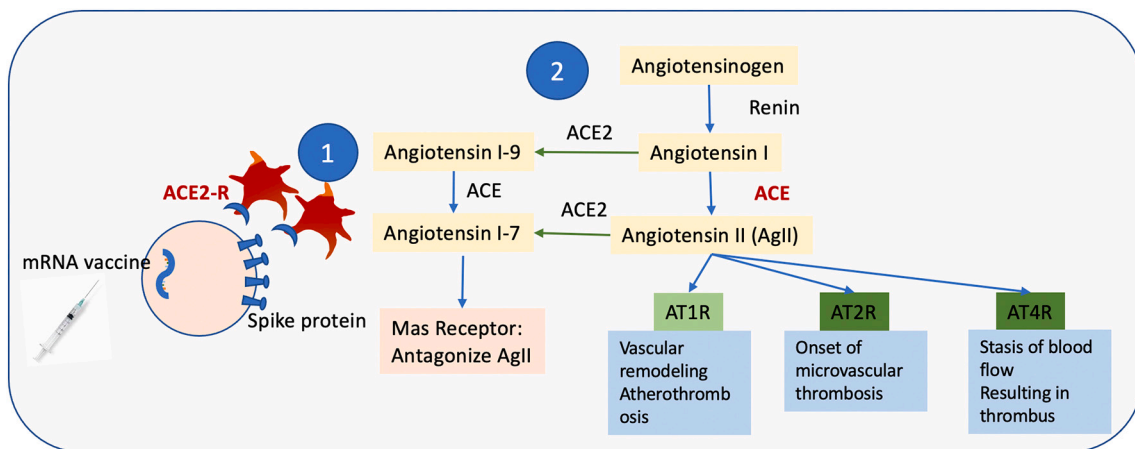 2
Angiotensinogen
Renin
1
Angiotensin I-9
ACE2
Angiotensin I
ACE2-R
ACE
ACE
Angiotensin I-7
ACE2
Angiotensin II (AgII)
mRNA vaccine
Spike protein
Mas Receptor:
Antagonize AgII
AT1R
Vascular
remodeling
Atherothromb
osis
AT2R
Onset of
microvascular
thrombosis
AT4R
Stasis of blood
flow
Resulting in
thrombus